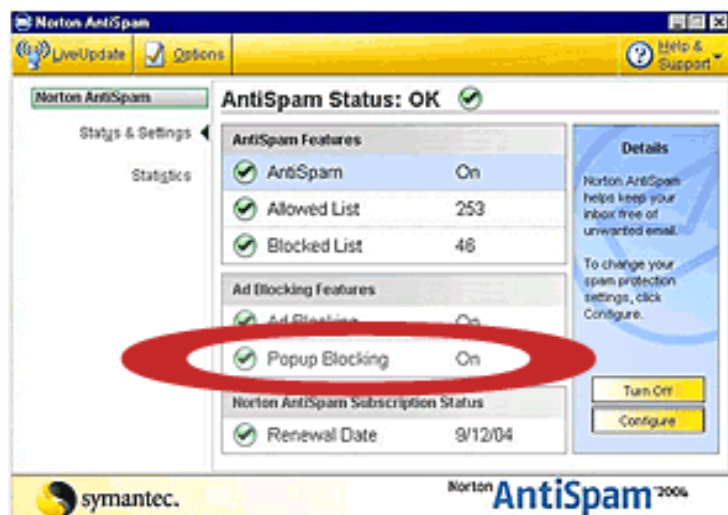 Norton AntiSpam
LiveUpdate Options Help & Support
Norton AntiSpam
Status & Settings
Statistics
AntiSpam Status: OK
AntiSpam Features
AntiSpam On
Allowed List 253
Blocked List 46
Ad Blocking Features
Ad Blocking On
Popup Blocking On
Norton AntiSpam Subscription Status
Renewal Date 9/12/04
Details
Norton AntiSpam
helps keep your
inbox free of
unwanted email.
To change your
spam protection
settings, click
Configure.
Turn Off
Configure
symantec.
Norton AntiSpam 2004